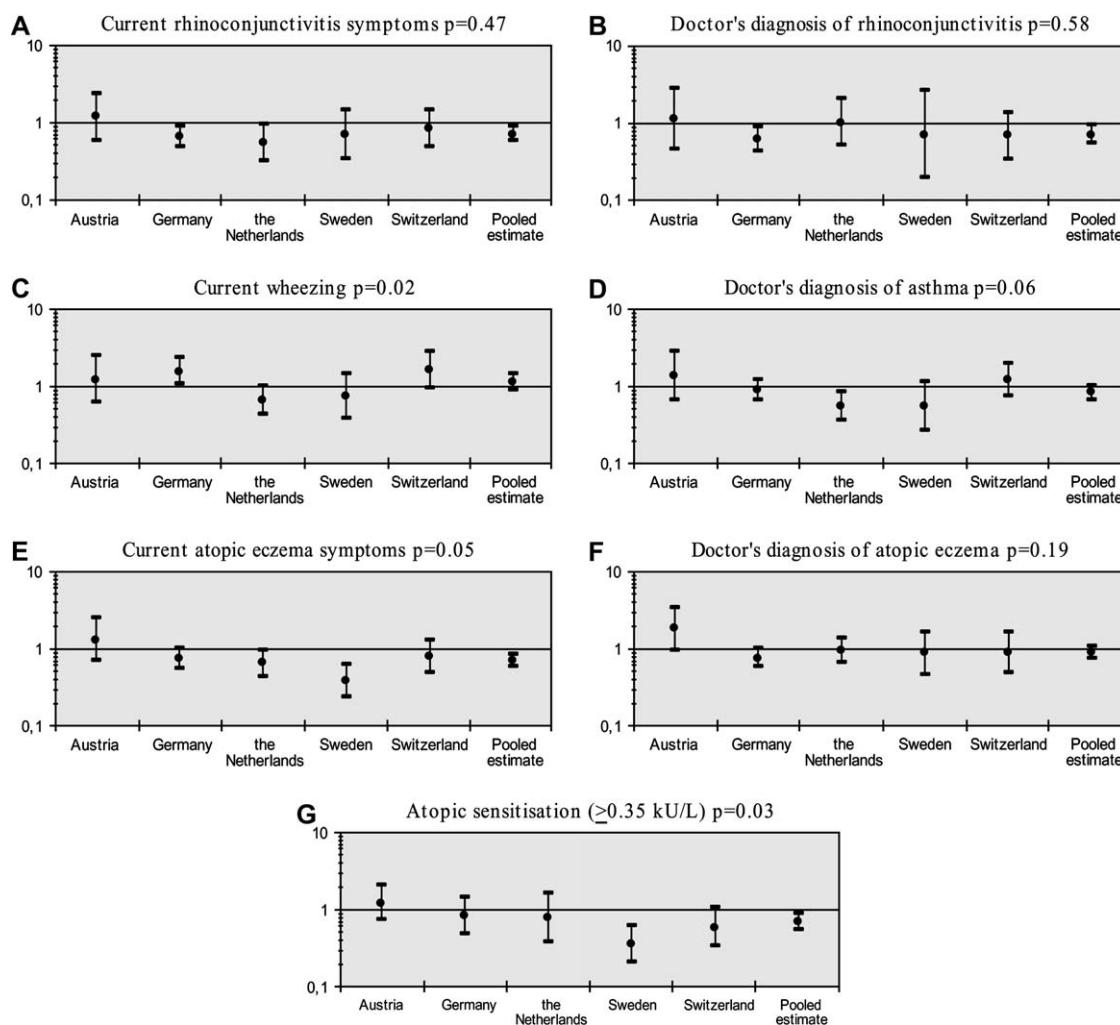 A Current rhinoconjunctivitis symptoms p=0.47
10
1
0,1
Austria Germany the Netherlands Sweden Switzerland Pooled estimate
B Doctor's diagnosis of rhinoconjunctivitis p=0.58
10
1
0,1
Austria Germany the Netherlands Sweden Switzerland Pooled estimate
C Current wheezing p=0.02
10
1
0,1
Austria Germany the Netherlands Sweden Switzerland Pooled estimate
D Doctor's diagnosis of asthma p=0.06
10
1
0,1
Austria Germany the Netherlands Sweden Switzerland Pooled estimate
E Current atopic eczema symptoms p=0.05
10
1
0,1
Austria Germany the Netherlands Sweden Switzerland Pooled estimate
F Doctor's diagnosis of atopic eczema p=0.19
10
1
0,1
Austria Germany the Netherlands Sweden Switzerland Pooled estimate
G Atopic sensitisation (≥0.35 kU/L) p=0.03
10
1
0,1
Austria Germany the Netherlands Sweden Switzerland Pooled estimate